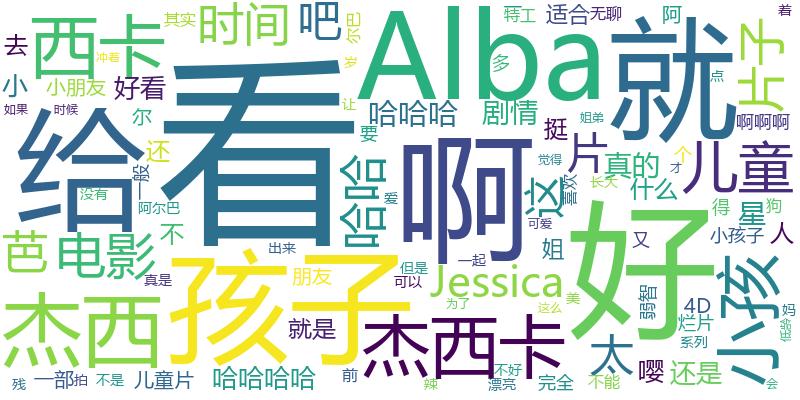 其实
冲着
尔巴
特工
适合
无聊
阿
着
去
西卡
时间
吧
Alba
就
多
片子
小
小朋友
好看
岁
点
如果
时候
给
看
尔
让
哈哈哈
剧情
姐弟
啊啊啊
要
挺
还
哈哈
啊
片
真的
个
儿童
一般
觉得
才
没有
阿尔巴
爱
这
喜欢
什么
长大
得
星
狗
芭
电影
不
可爱
好
小孩子
人
出来
一起
姐
又
真是
孩子
朋友
但是
可以
Jessica
美
弱智
4D
小孩
妈
杰西
就是
杰西卡
为了
这么
太
烂片
低龄
系列
残
一部
拍
不是
儿童片
哈哈哈哈
前
辣
不好
漂亮
完全
嘤
不能
还是
会